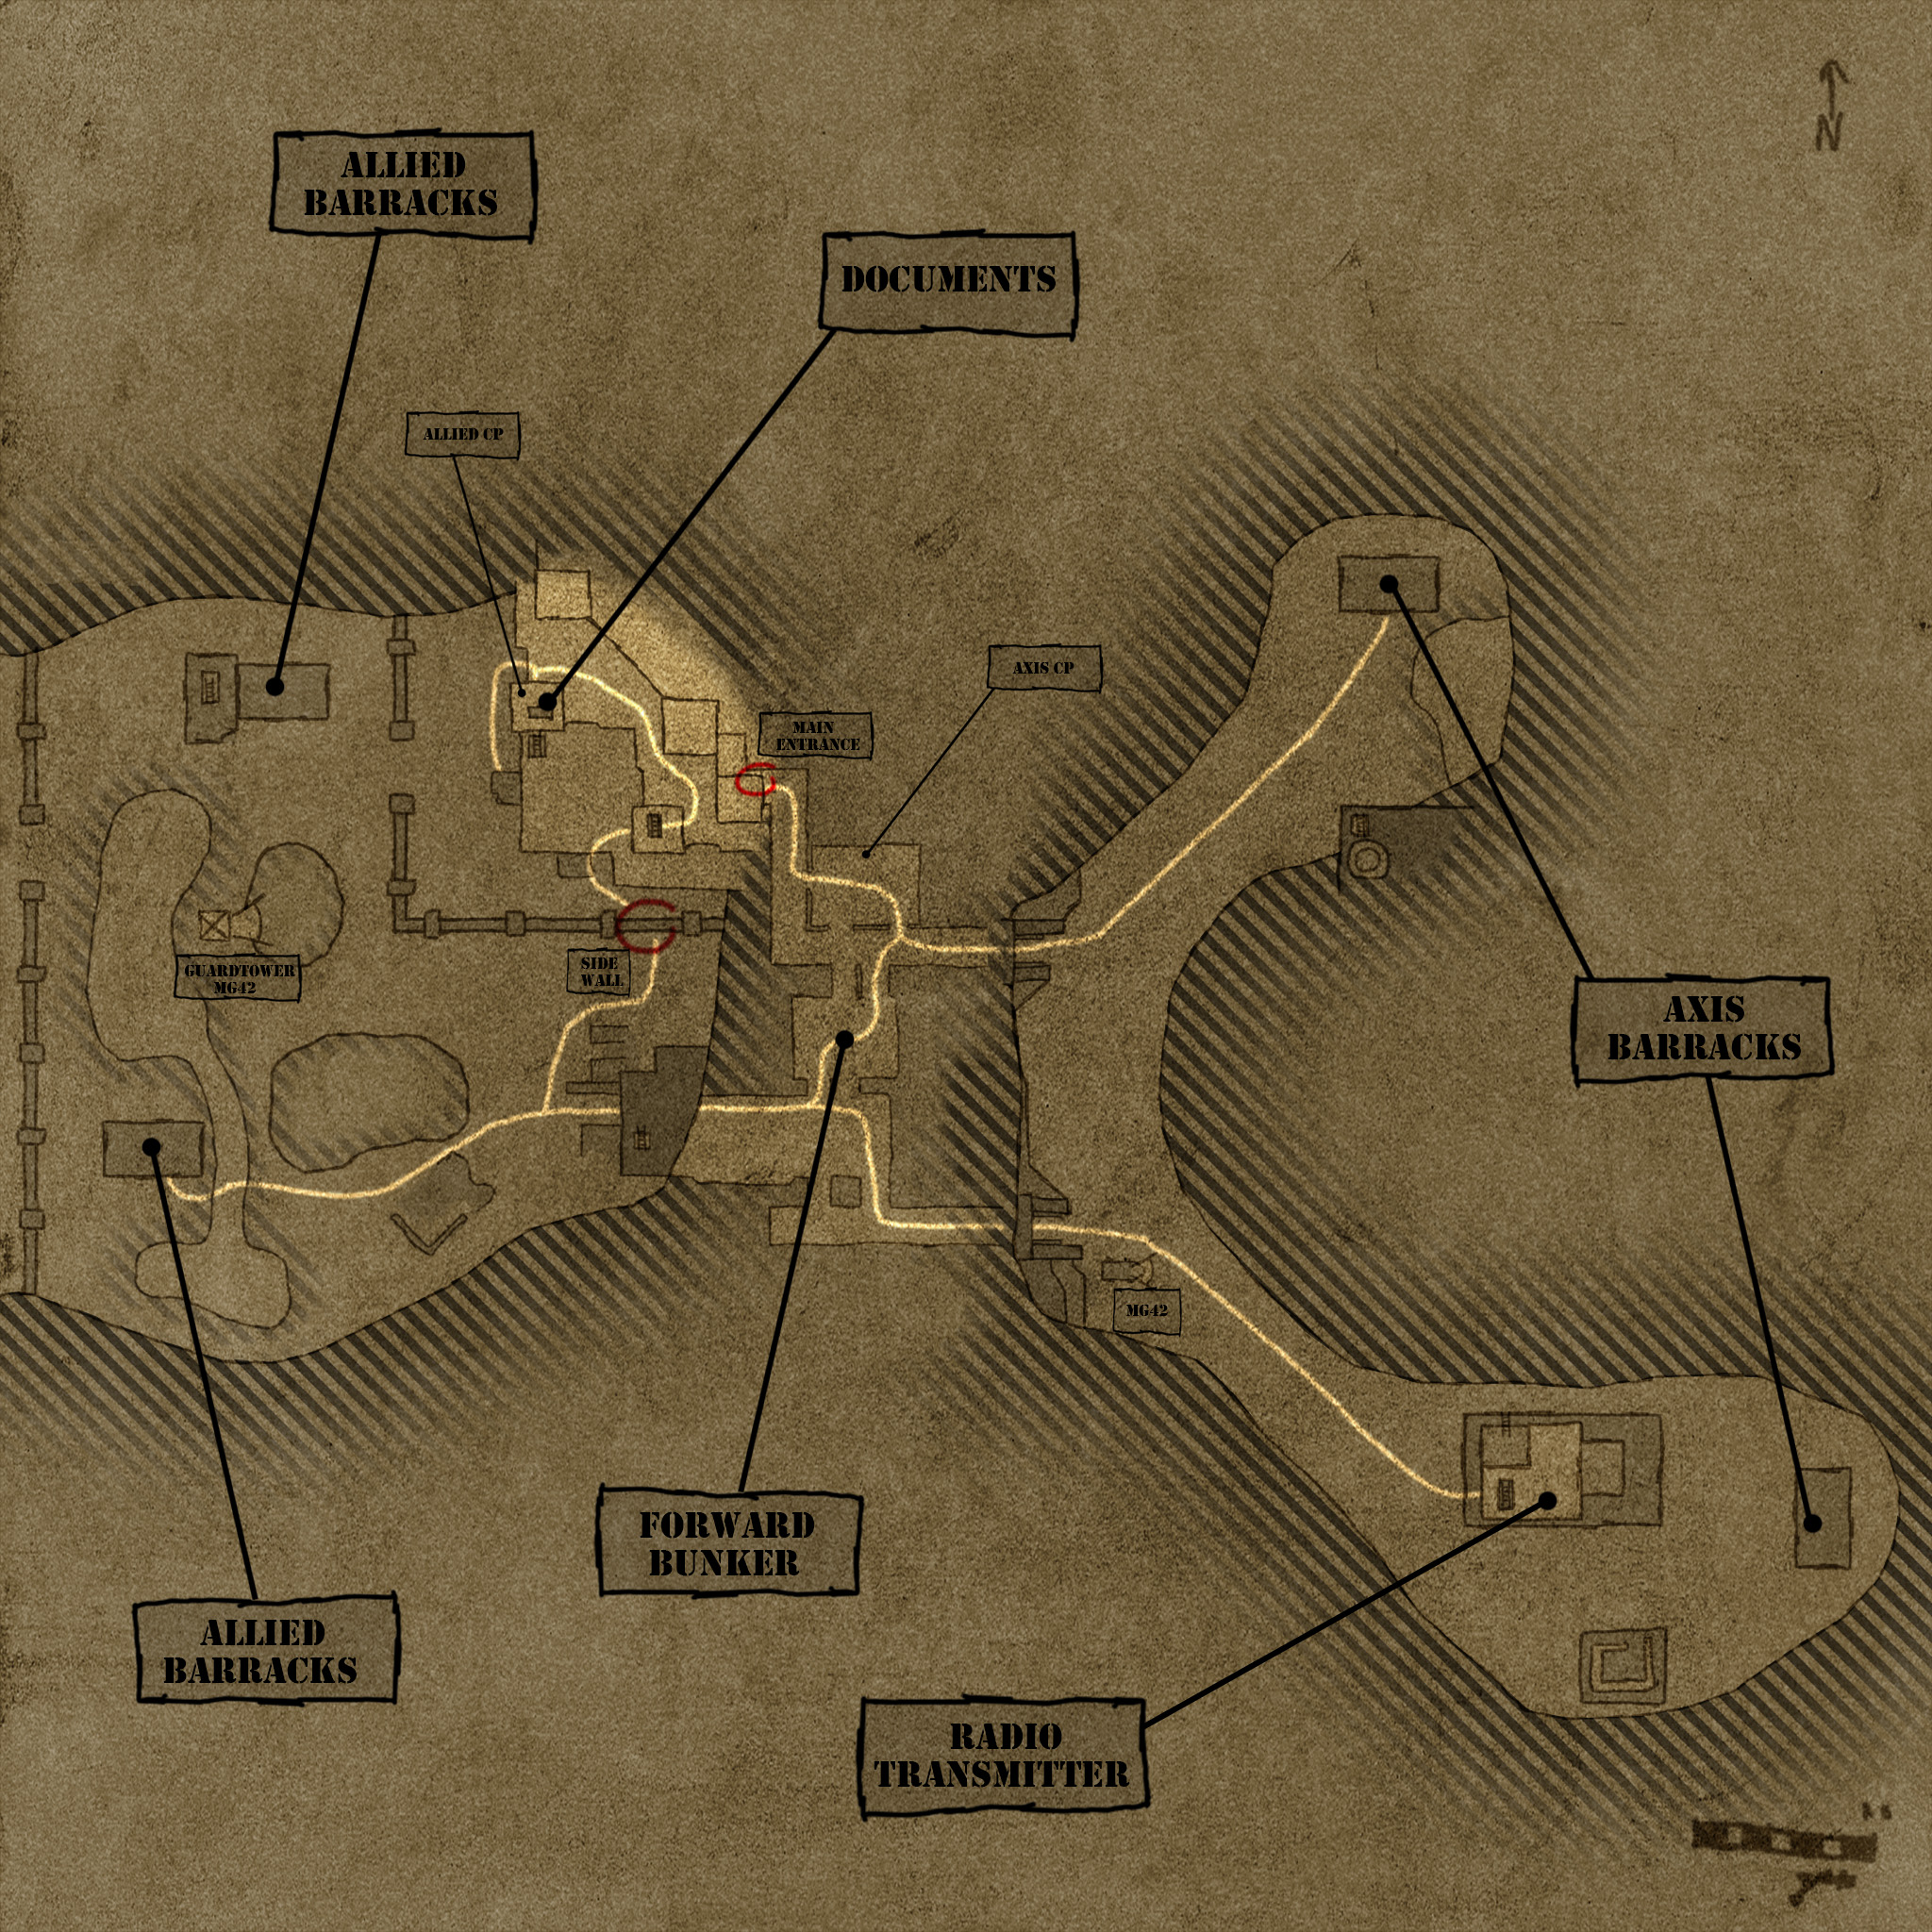 N
ALLIED
BARRACKS
DOCUMENTS
ALLIED CP
AXIS CP
MAIN
ENTRANCE
GUARDTOWER
MG42
SIDE
WALL
AXIS
BARRACKS
MG42
FORWARD
BUNKER
ALLIED
BARRACKS
RADIO
TRANSMITTER